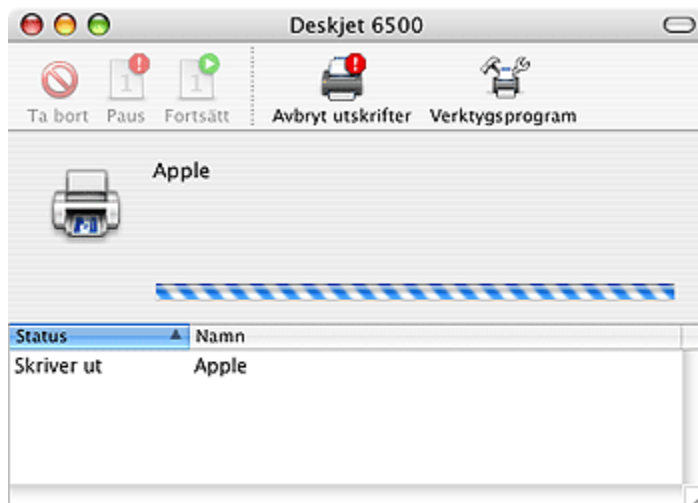 Deskjet 6500
Ta bort Paus Fortsätt Avbryt utskrifter Verktygsprogram
Apple
Status Namn
Skriver ut Apple